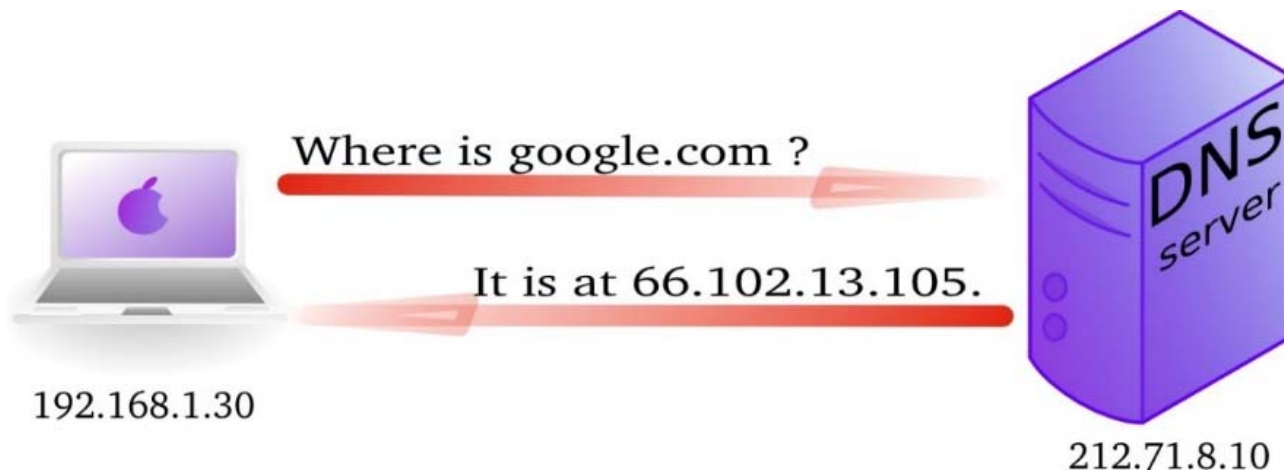 Where is google.com ?
It is at 66.102.13.105.
DNS
server
192.168.1.30
212.71.8.10